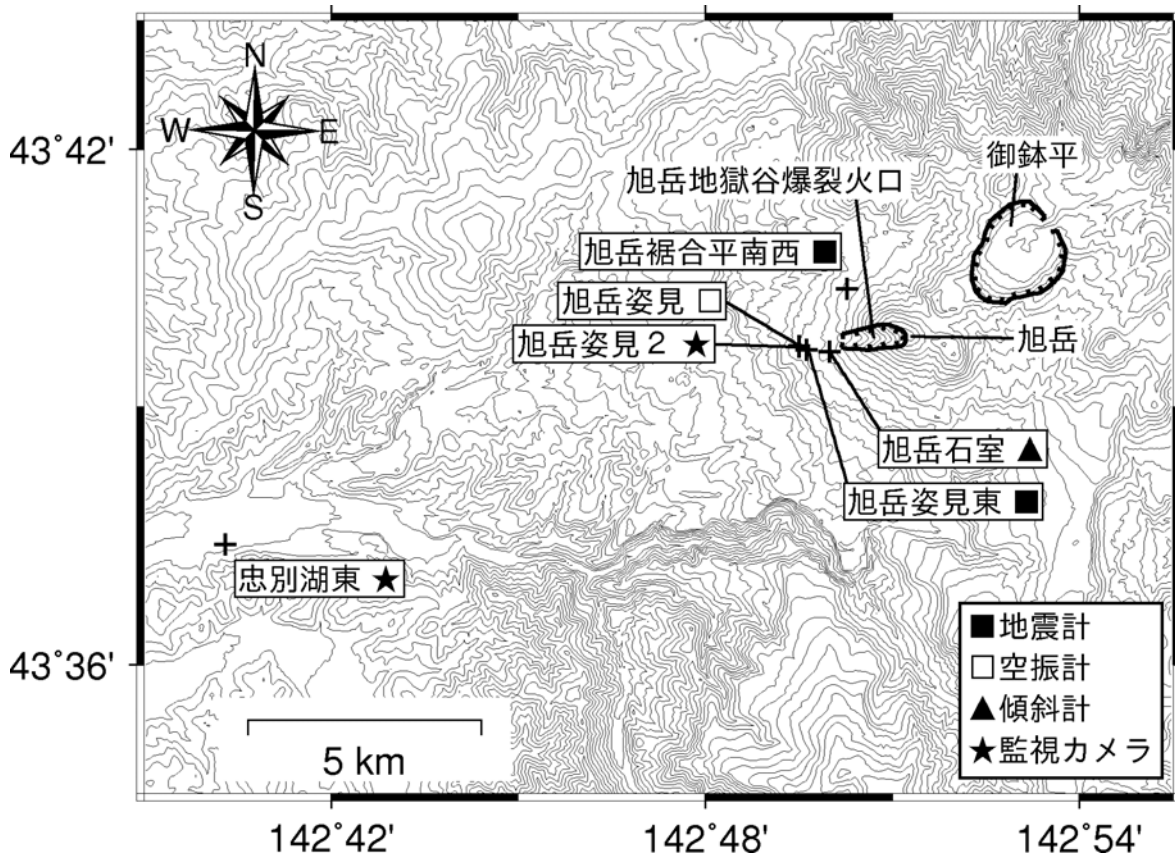 N
W E
S
43°42'
御鉢平
旭岳地獄谷爆裂火口
旭岳裾合平南西 ■
旭岳姿見 □
旭岳姿見2 ★
旭岳
旭岳石室 ▲
旭岳姿見東 ■
忠別湖東 ★
43°36'
■地震計
□空振計
▲傾斜計
★監視カメラ
5 km
142°42'
142°48'
142°54'